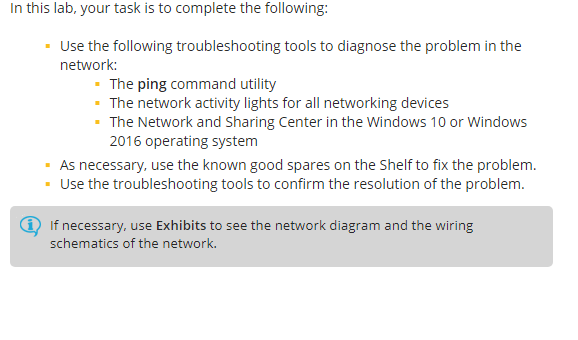 In this lab, your task is to complete the following:
Use the following troubleshooting tools to diagnose the problem in the
network:
The ping command utility
The network activity lights for all networking devices
The Network and Sharing Center in the Windows 10 or Windows
2016 operating system
As necessary, use the known good spares on the Shelf to fix the problem.
Use the troubleshooting tools to confirm the resolution of the problem.
If necessary, use Exhibits to see the network diagram and the wiring
schematics of the network.